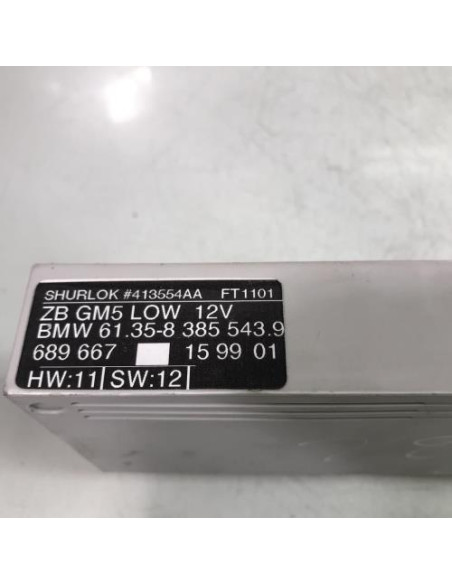 SHURLOK #413554AA FT1101
ZB GM5 LOW 12V
BMW 61.35-8 385 543.9
689 667 15 99 01
HW:11 SW:12